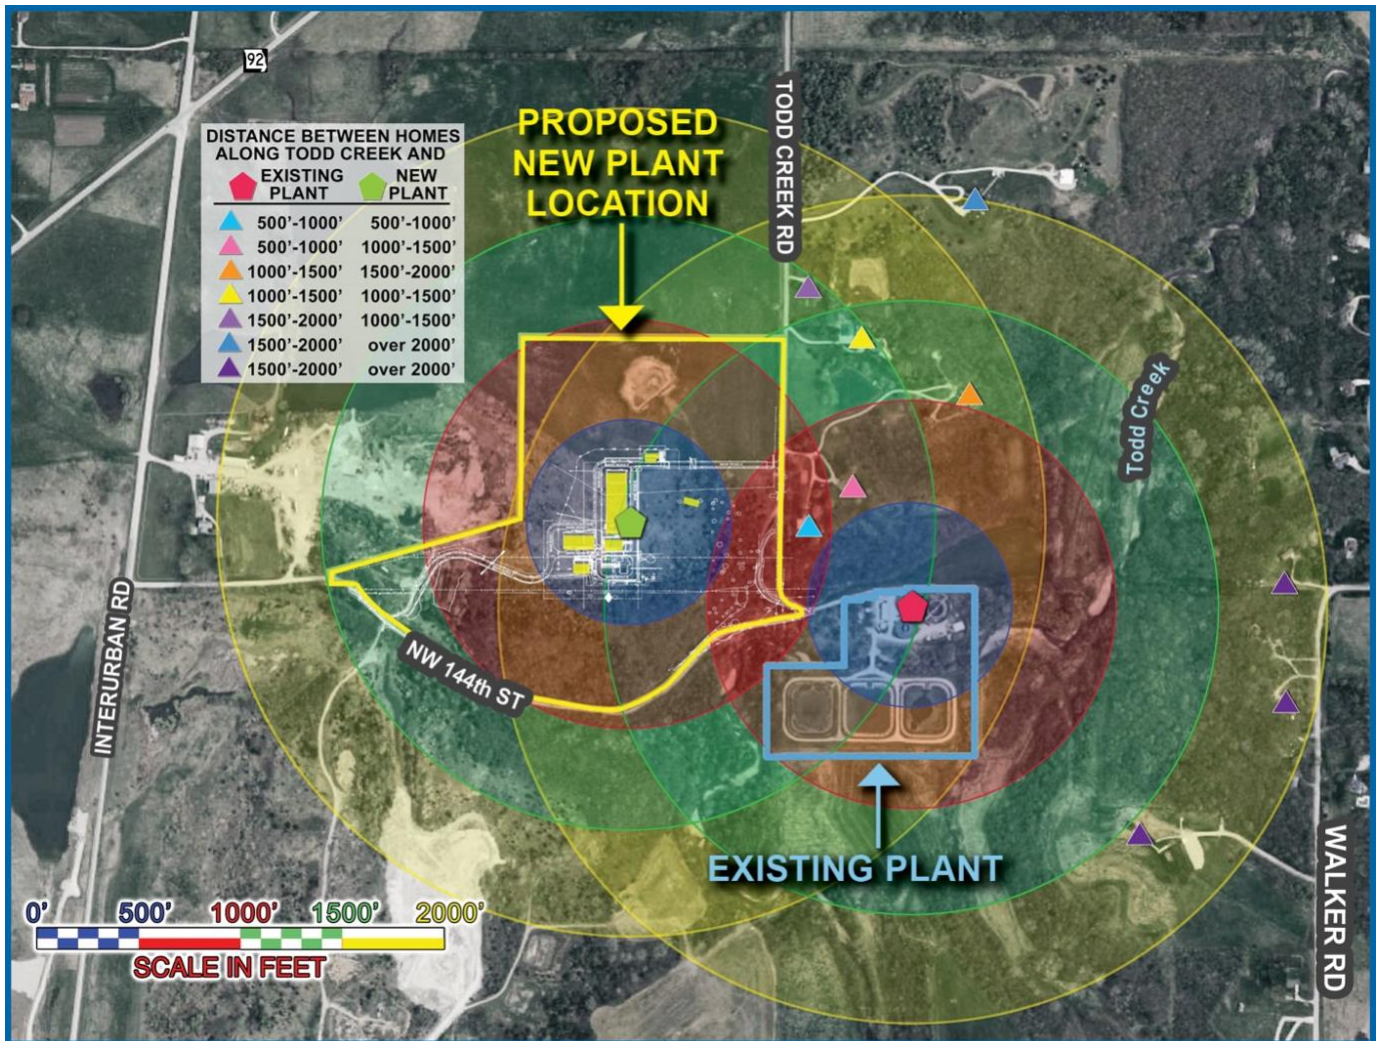 92
DISTANCE BETWEEN HOMES
ALONG TODD CREEK AND
EXISTING PLANT NEW PLANT
500'-1000' 500'-1000'
500'-1000' 1000'-1500'
1000'-1500' 1500'-2000'
1000'-1500' 1000'-1500'
1500'-2000' 1000'-1500'
1500'-2000' over 2000'
1500'-2000' over 2000'
PROPOSED
NEW PLANT
LOCATION
TODD CREEK RD
Todd Creek
INTERURBAN RD
NW 144th ST
EXISTING PLANT
WALKER RD
0' 500' 1000' 1500' 2000'
SCALE IN FEET